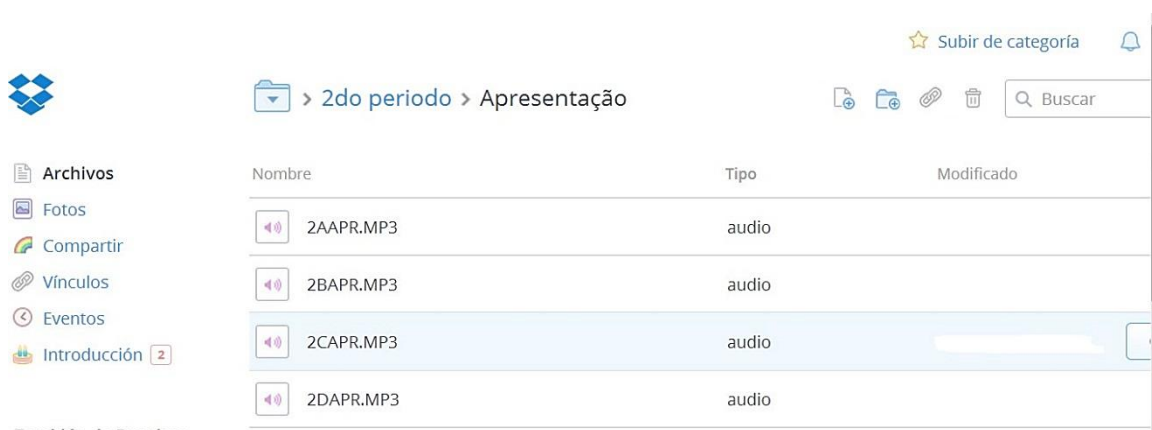 Subir de categoría
> 2do periodo > Apresentação
Buscar
Archivos
Fotos
Compartir
Vínculos
Eventos
Introducción 2
Nombre Tipo Modificado
2AAPR.MP3 audio
2BAPR.MP3 audio
2CAPR.MP3 audio
2DAPR.MP3 audio